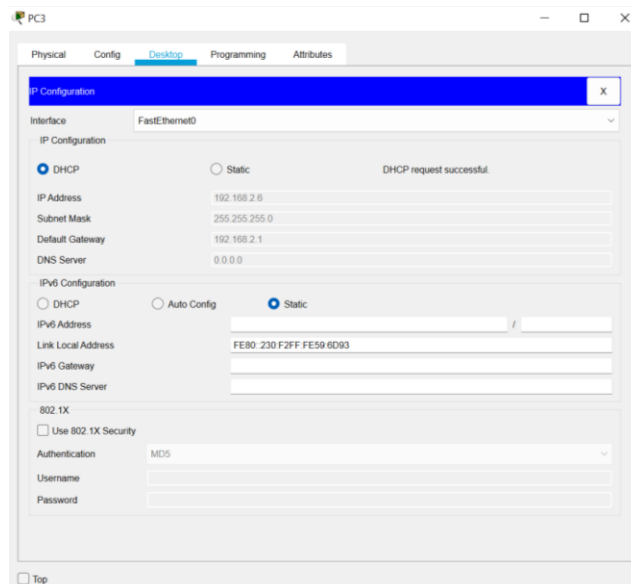 PC3
Physical Config Desktop Programming Attributes
IP Configuration X
Interface FastEthernet0
IP Configuration
DHCP Static DHCP request successful.
IP Address 192.168.2.6
Subnet Mask 255.255.255.0
Default Gateway 192.168.2.1
DNS Server 0.0.0.0
IPv6 Configuration
DHCP Auto Config Static
IPv6 Address /
Link Local Address FE80::230:F2FF:FE59:6D93
IPv6 Gateway
IPv6 DNS Server
802.1X
Use 802.1X Security
Authentication MD5
Username
Password
Top